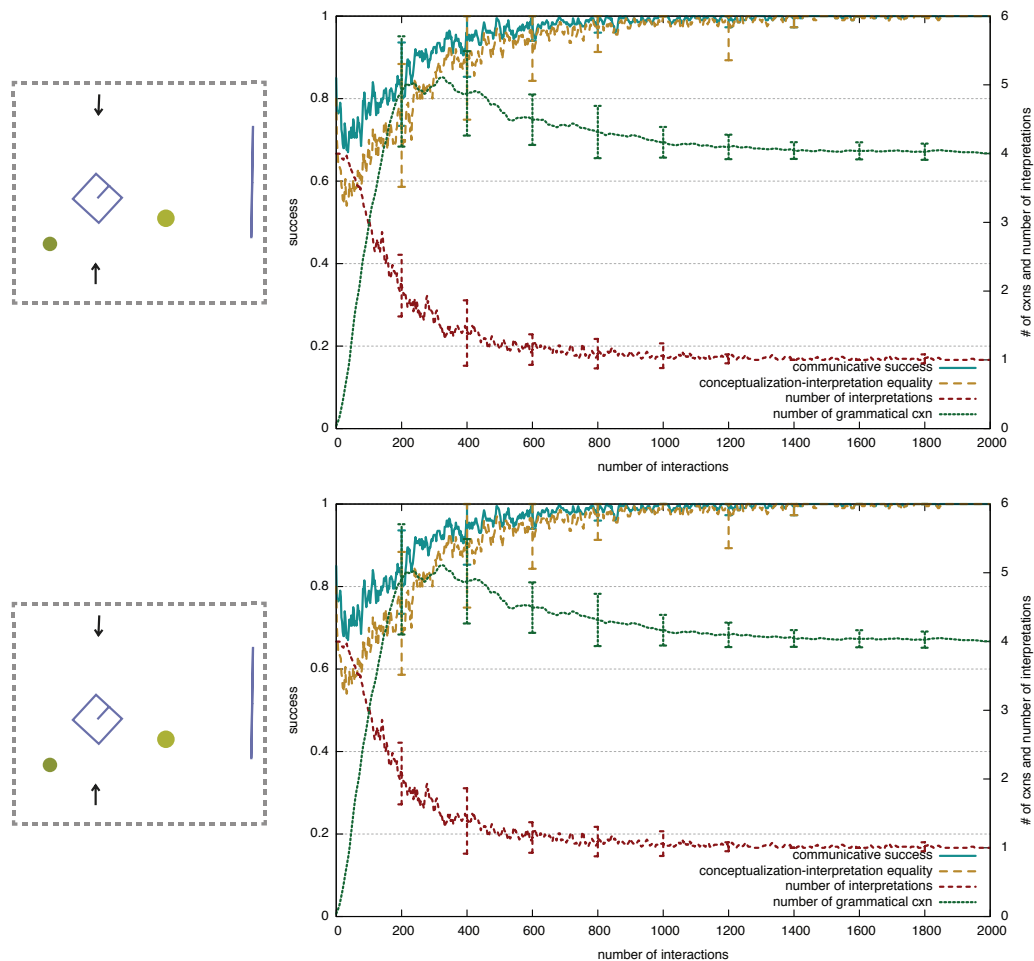 1
0.8
0.6
0.4
0.2
0
success
6
5
4
3
2
1
0
# of cxns and number of interpretations
communicative success
conceptualization-interpretation equality
number of interpretations
number of grammatical cxn
0 200 400 600 800 1000 1200 1400 1600 1800 2000
number of interactions
1
0.8
0.6
0.4
0.2
0
success
6
5
4
3
2
1
0
# of cxns and number of interpretations
communicative success
conceptualization-interpretation equality
number of interpretations
number of grammatical cxn
0 200 400 600 800 1000 1200 1400 1600 1800 2000
number of interactions